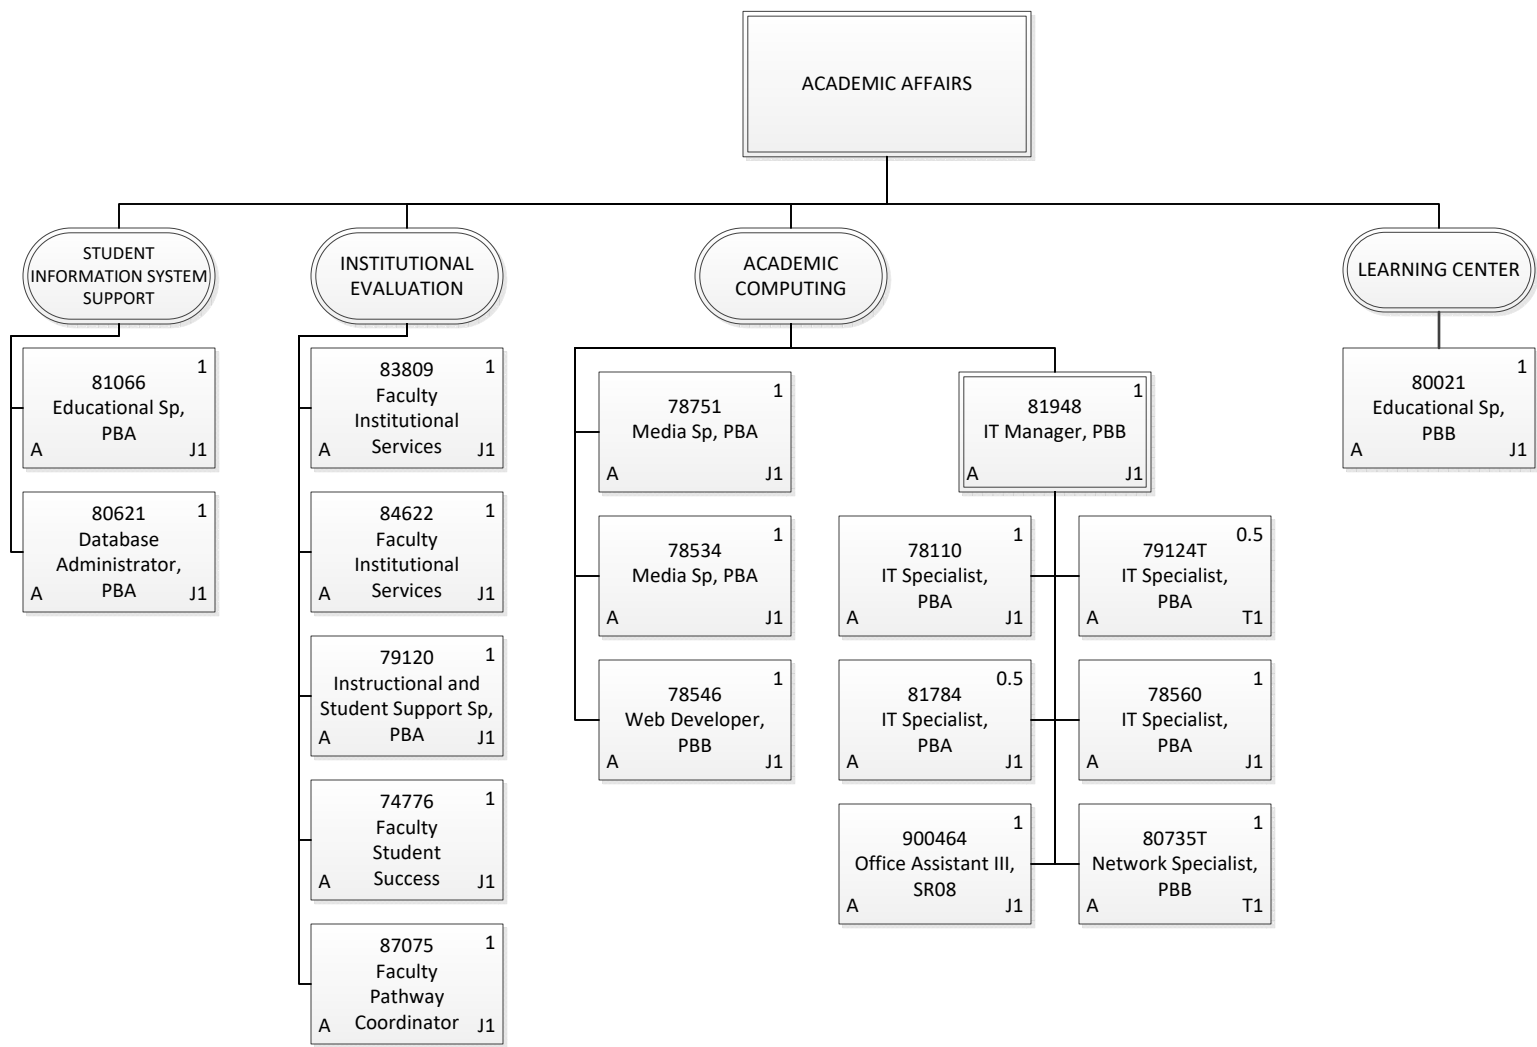 ACADEMIC AFFAIRS
STUDENT
INFORMATION SYSTEM
SUPPORT
1
81066
Educational Sp,
PBA
A
J1
1
80621
Database
Administrator,
PBA
A
J1
INSTITUTIONAL
EVALUATION
1
83809
Faculty
Institutional
Services
A
J1
1
84622
Faculty
Institutional
Services
A
J1
1
79120
Instructional and
Student Support Sp,
PBA
A
J1
1
74776
Faculty
Student
Success
A
J1
1
87075
Faculty
Pathway
Coordinator
A
J1
ACADEMIC
COMPUTING
1
78751
Media Sp, PBA
A
J1
1
78534
Media Sp, PBA
A
J1
1
78546
Web Developer,
PBB
A
J1
1
81948
IT Manager, PBB
A
J1
1
78110
IT Specialist,
PBA
A
J1
0.5
79124T
IT Specialist,
PBA
A
T1
0.5
81784
IT Specialist,
PBA
A
J1
1
78560
IT Specialist,
PBA
A
J1
1
900464
Office Assistant III,
SR08
A
J1
1
80735T
Network Specialist,
PBB
A
T1
LEARNING CENTER
1
80021
Educational Sp,
PBB
A
J1